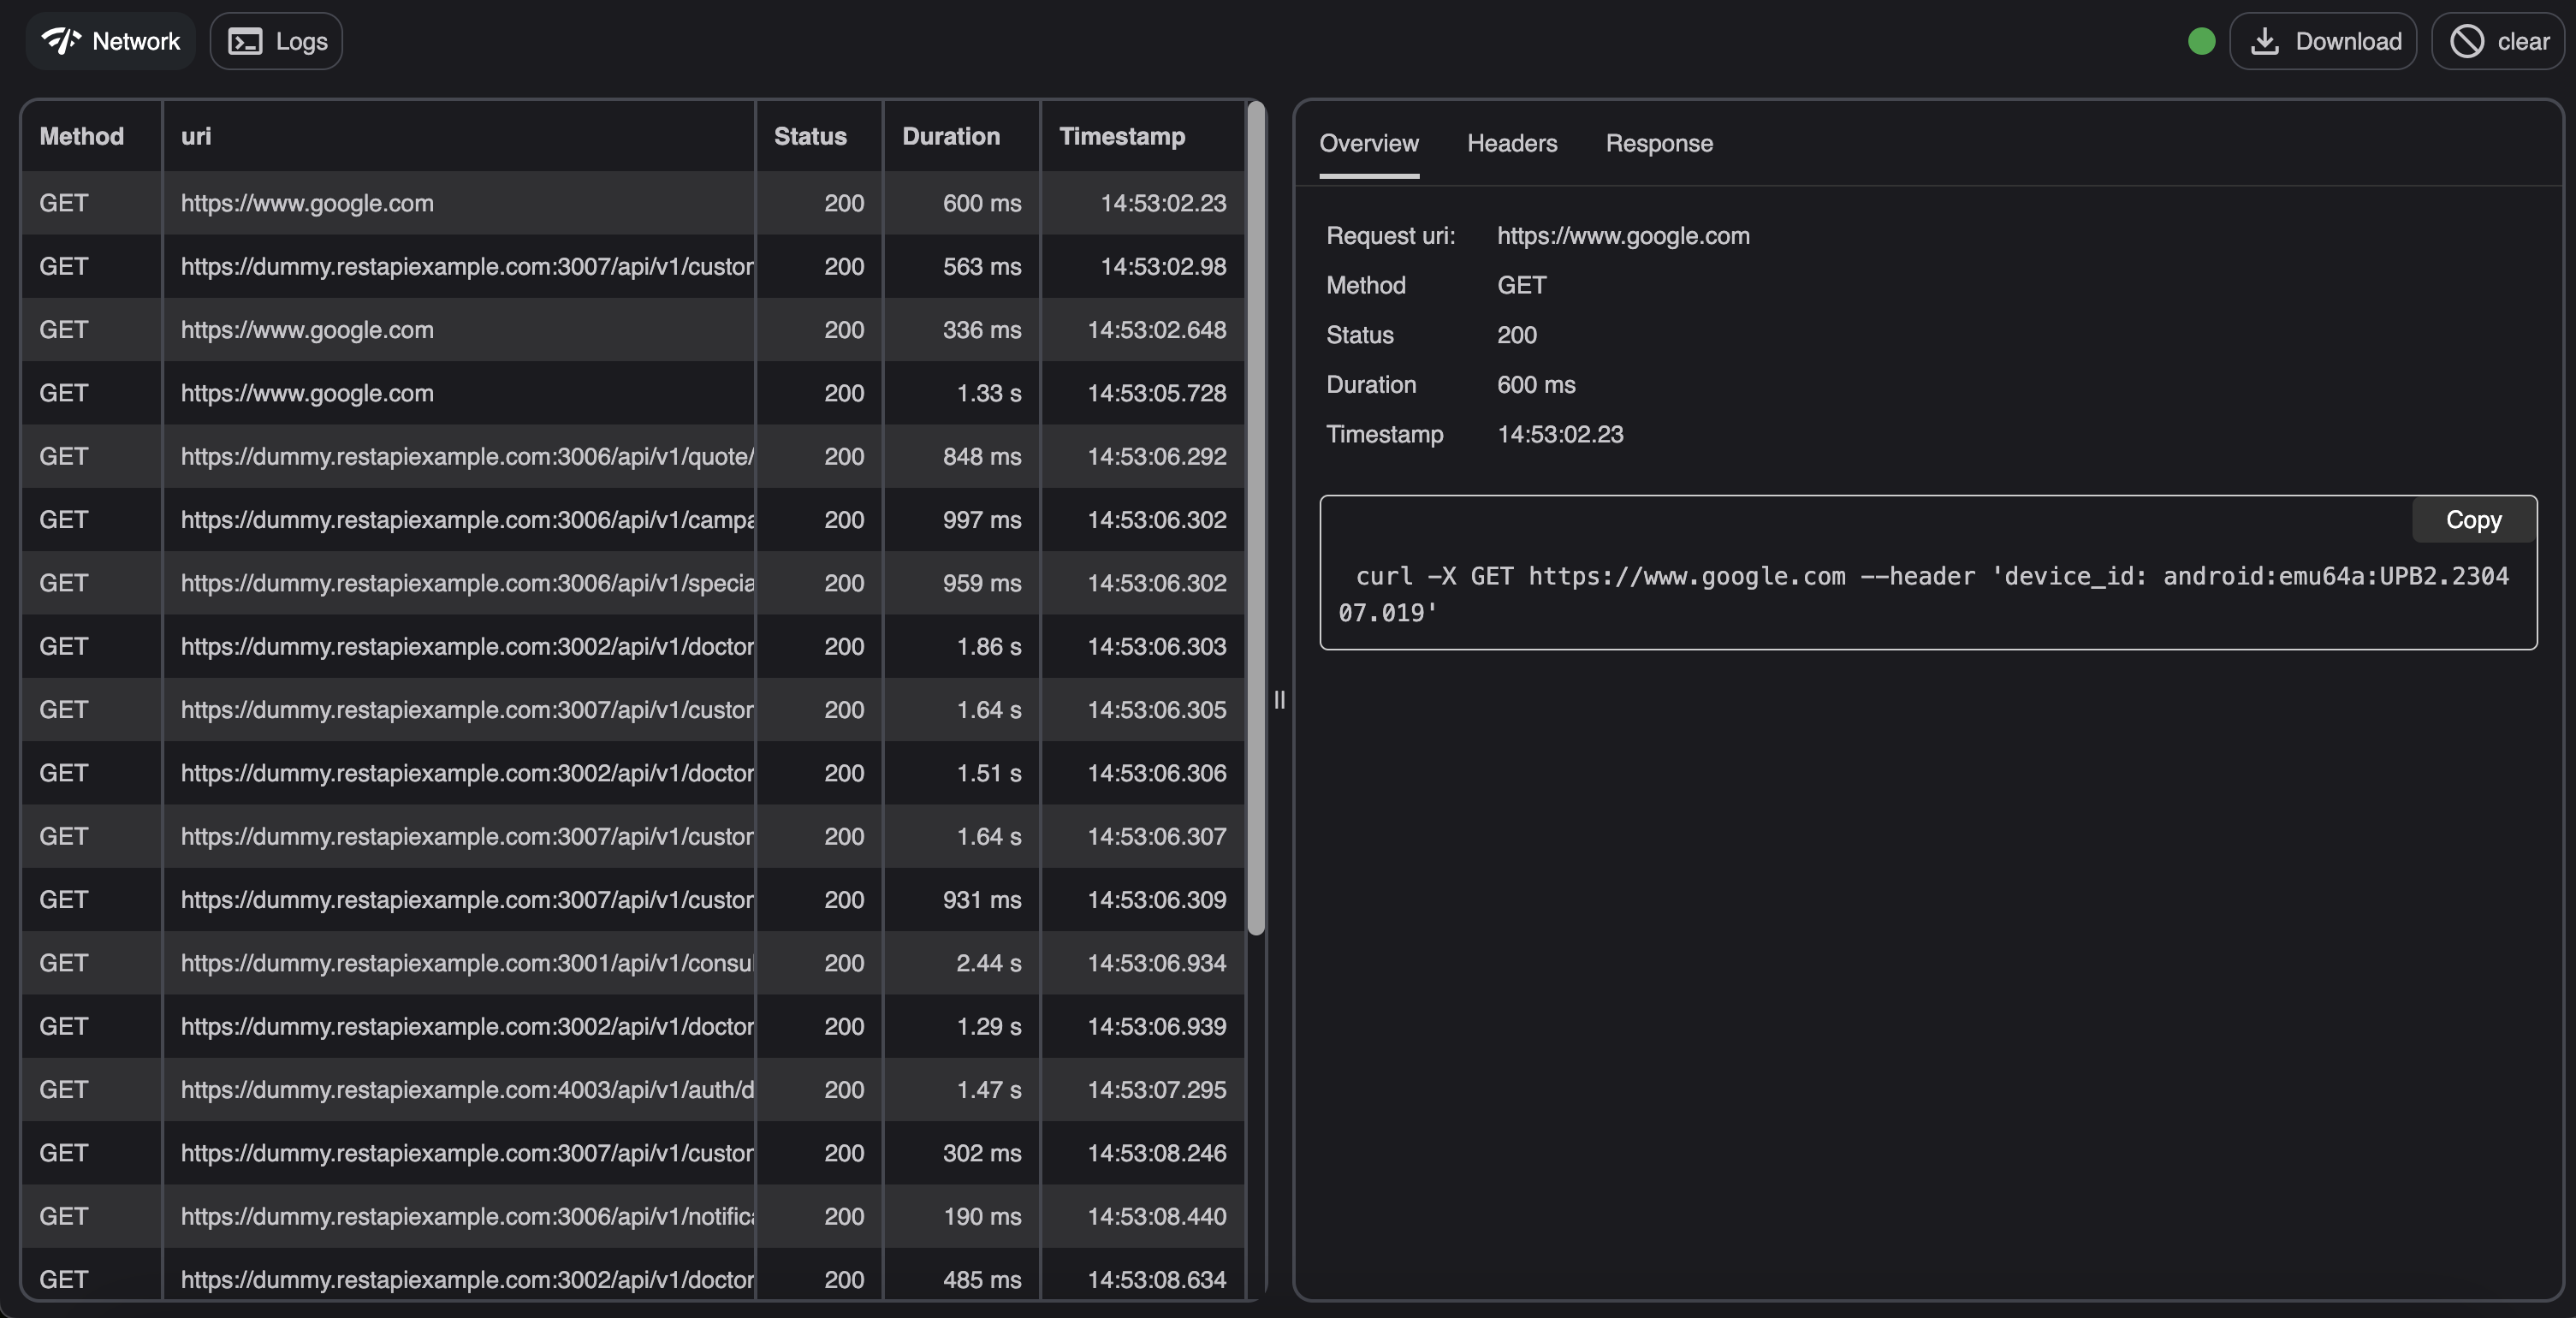 Network Logs Download clear
Method uri Status Duration Timestamp
GET https://www.google.com 200 600 ms 14:53:02.23
GET https://dummy.restapiexample.com:3007/api/v1/custor 200 563 ms 14:53:02.98
GET https://www.google.com 200 336 ms 14:53:02.648
GET https://www.google.com 200 1.33 s 14:53:05.728
GET https://dummy.restapiexample.com:3006/api/v1/quote/ 200 848 ms 14:53:06.292
GET https://dummy.restapiexample.com:3006/api/v1/campa 200 997 ms 14:53:06.302
GET https://dummy.restapiexample.com:3006/api/v1/specia 200 959 ms 14:53:06.302
GET https://dummy.restapiexample.com:3002/api/v1/doctor 200 1.86 s 14:53:06.303
GET https://dummy.restapiexample.com:3007/api/v1/custor 200 1.64 s 14:53:06.305
GET https://dummy.restapiexample.com:3002/api/v1/doctor 200 1.51 s 14:53:06.306
GET https://dummy.restapiexample.com:3007/api/v1/custor 200 1.64 s 14:53:06.307
GET https://dummy.restapiexample.com:3007/api/v1/custor 200 931 ms 14:53:06.309
GET https://dummy.restapiexample.com:3001/api/v1/consul 200 2.44 s 14:53:06.934
GET https://dummy.restapiexample.com:3002/api/v1/doctor 200 1.29 s 14:53:06.939
GET https://dummy.restapiexample.com:4003/api/v1/auth/d 200 1.47 s 14:53:07.295
GET https://dummy.restapiexample.com:3007/api/v1/custor 200 302 ms 14:53:08.246
GET https://dummy.restapiexample.com:3006/api/v1/notifica 200 190 ms 14:53:08.440
GET https://dummy.restapiexample.com:3002/api/v1/doctor 200 485 ms 14:53:08.634
Overview Headers Response
Request uri: https://www.google.com
Method GET
Status 200
Duration 600 ms
Timestamp 14:53:02.23
Copy
curl -X GET https://www.google.com --header 'device_id: android:emu64a:UPB2.2304
07.019'